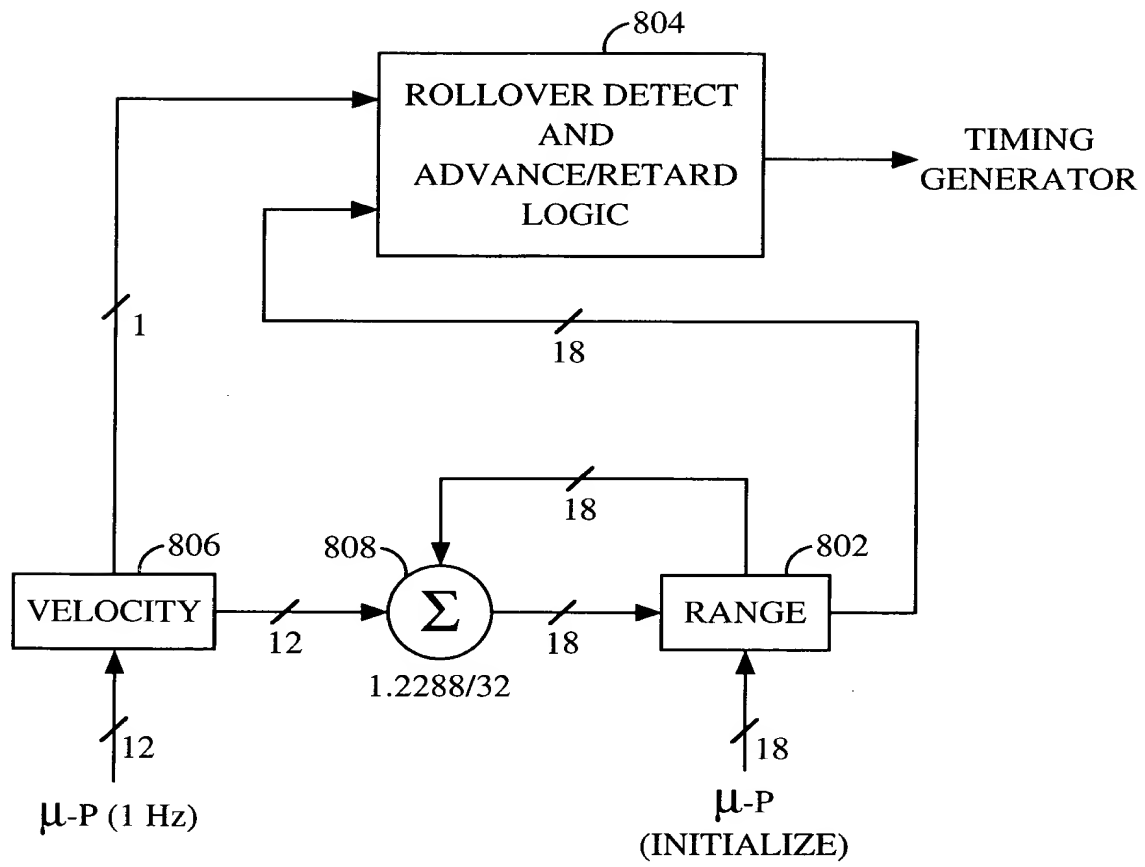 804
ROLLOVER DETECT
AND
ADVANCE/RETARD
LOGIC
TIMING
GENERATOR
1
18
18
806
808
802
VELOCITY
12
Σ
18
RANGE
1.2288/32
12
18
μ-P (1 Hz)
μ-P
(INITIALIZE)